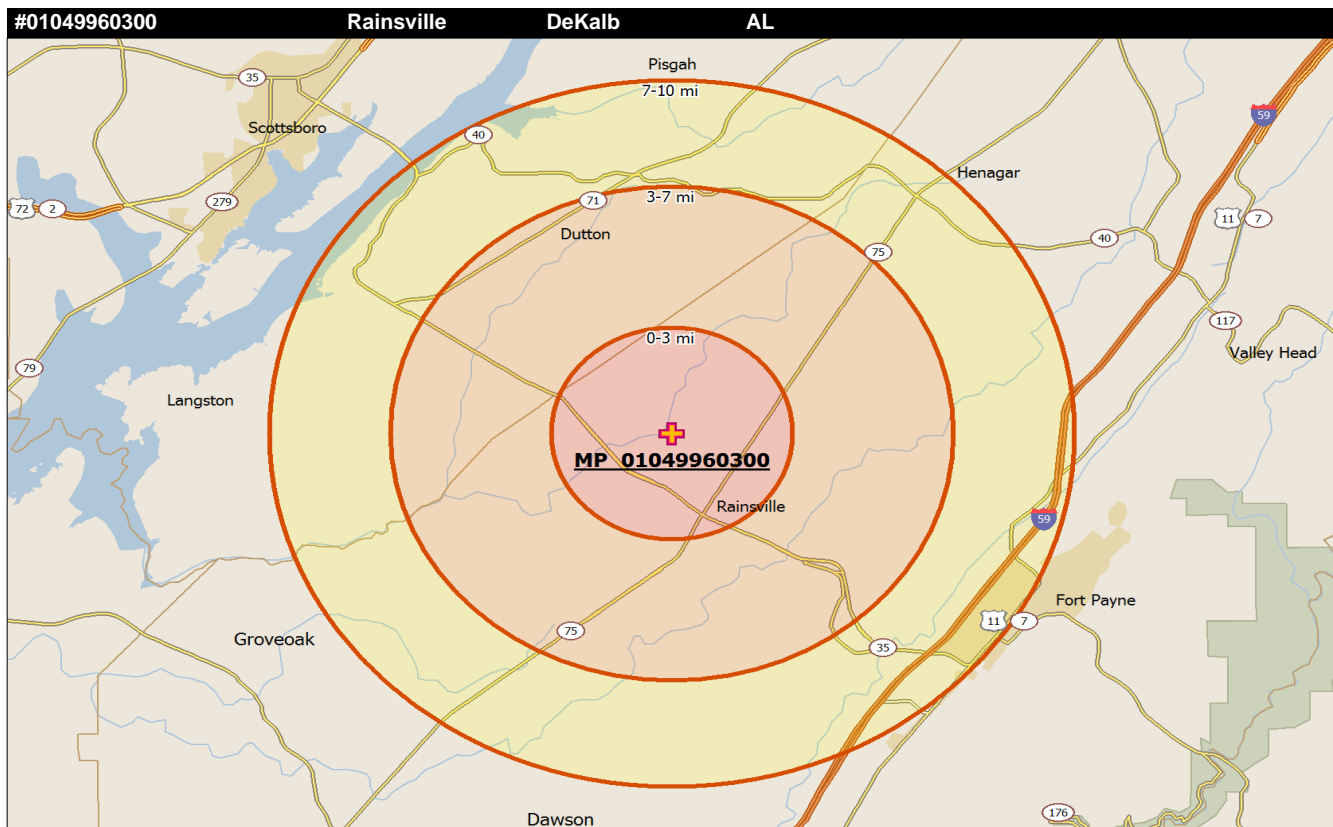 #01049960300 Rainsville DeKalb AL
Pisgah
35
7-10 mi
59
Scottsboro
40
Henagar
3-7 mi
279
71
72 2
11 7
Dutton
40
75
117
0-3 mi
Valley Head
79
Langston
MP 01049960300
Rainsville
59
Fort Payne
11 7
75
Groveoak
35
176
Dawson